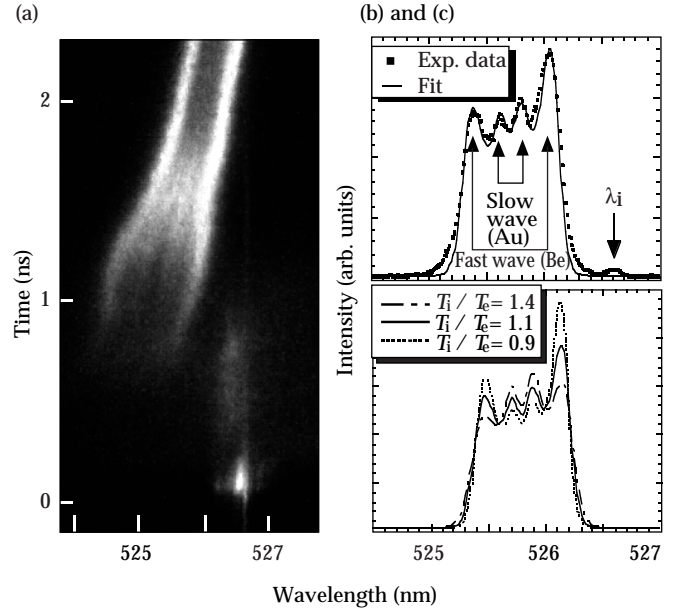 (a)
(b) and (c)
2
1
0
Time (ns)
525
527
Exp. data
Fit
Slow
wave
(Au)
Fast wave (Be)
λi
Intensity (arb. units)
Ti / Te= 1.4
Ti / Te= 1.1
Ti / Te= 0.9
525
526
527
Wavelength (nm)